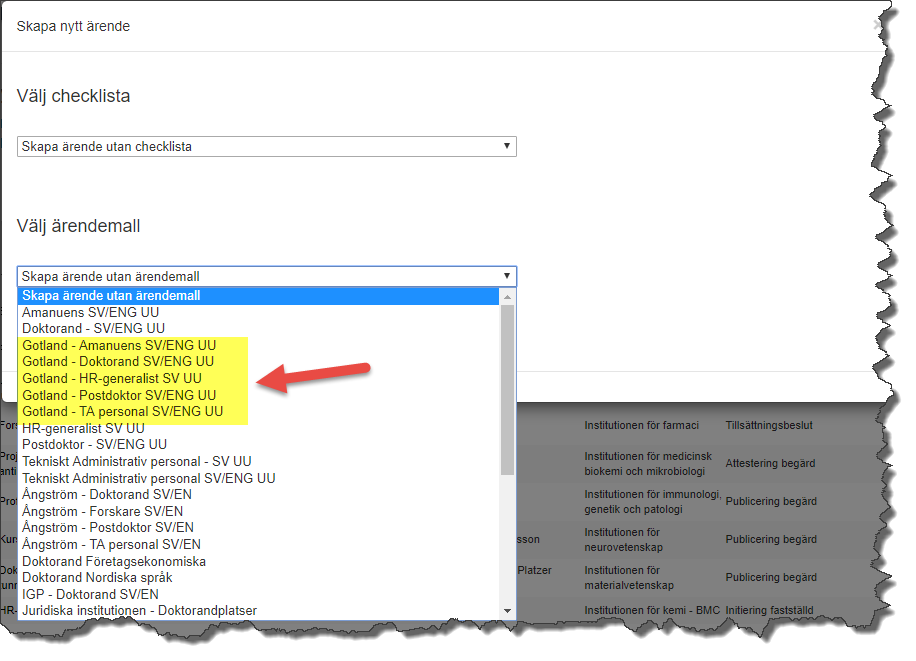 Skapa nytt ärende
Välj checklista
Skapa ärende utan checklista
Välj ärendemall
Skapa ärende utan ärendemall
Skapa ärende utan ärendemall
Amanuens SV/ENG UU
Doktorand - SV/ENG UU
Gotland - Amanuens SV/ENG UU
Gotland - Doktorand SV/ENG UU
Gotland - HR-generalist SV UU
Gotland - Postdoktor SV/ENG UU
Gotland - TA personal SV/ENG UU
HR-generalist SV UU
Postdoktor - SV/ENG UU
Tekniskt Administrativ personal - SV UU
Tekniskt Administrativ personal SV/ENG UU
Ångström - Doktorand SV/EN
Ångström - Forskare SV/EN
Ångström - Postdoktor SV/EN
Ångström - TA personal SV/EN
Doktorand Företagsekonomiska
Doktorand Nordiska språk
IGP - Doktorand SV/EN
Juridiska institutionen - Doktorandplatser
Institutionen för farmaci Tillsättningsbeslut
Institutionen för medicinsk
biokemi och mikrobiologi
Attestering begärd
Institutionen för immunologi,
genetik och patologi
Publicering begärd
sson
Institutionen för
neurovetenskap
Publicering begärd
Platzer
Institutionen för
materialvetenskap
Publicering begärd
HR-
Institutionen för kemi - BMC Initiering fastställd